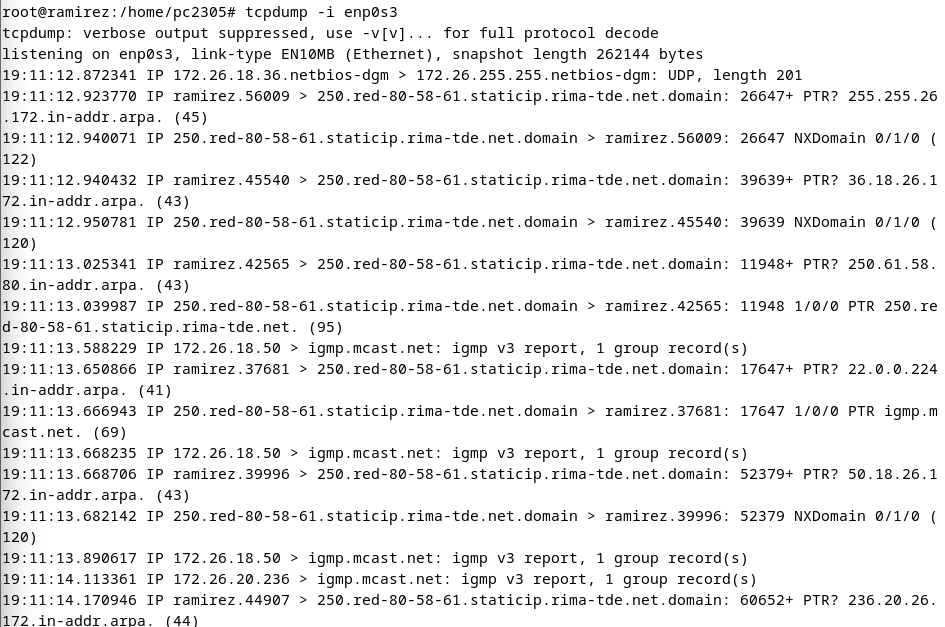 root@ramirez:/home/pc2305# tcpdump -i enp0s3
tcpdump: verbose output suppressed, use -v[v]... for full protocol decode
listening on enp0s3, link-type EN10MB (Ethernet), snapshot length 262144 bytes
19:11:12.872341 IP 172.26.18.36.netbios-dgm > 172.26.255.255.netbios-dgm: UDP, length 201
19:11:12.923770 IP ramirez.56009 > 250.red-80-58-61.staticip.rima-tde.net.domain: 26647+ PTR? 255.255.26
.172.in-addr.arpa. (45)
19:11:12.940071 IP 250.red-80-58-61.staticip.rima-tde.net.domain > ramirez.56009: 26647 NXDomain 0/1/0 (
122)
19:11:12.940432 IP ramirez.45540 > 250.red-80-58-61.staticip.rima-tde.net.domain: 39639+ PTR? 36.18.26.1
72.in-addr.arpa. (43)
19:11:12.950781 IP 250.red-80-58-61.staticip.rima-tde.net.domain > ramirez.45540: 39639 NXDomain 0/1/0 (
120)
19:11:13.025341 IP ramirez.42565 > 250.red-80-58-61.staticip.rima-tde.net.domain: 11948+ PTR? 250.61.58.
80.in-addr.arpa. (43)
19:11:13.039987 IP 250.red-80-58-61.staticip.rima-tde.net.domain > ramirez.42565: 11948 1/0/0 PTR 250.re
d-80-58-61.staticip.rima-tde.net. (95)
19:11:13.588229 IP 172.26.18.50 > igmp.mcast.net: igmp v3 report, 1 group record(s)
19:11:13.650866 IP ramirez.37681 > 250.red-80-58-61.staticip.rima-tde.net.domain: 17647+ PTR? 22.0.0.224
.in-addr.arpa. (41)
19:11:13.666943 IP 250.red-80-58-61.staticip.rima-tde.net.domain > ramirez.37681: 17647 1/0/0 PTR igmp.m
cast.net. (69)
19:11:13.668235 IP 172.26.18.50 > igmp.mcast.net: igmp v3 report, 1 group record(s)
19:11:13.668706 IP ramirez.39996 > 250.red-80-58-61.staticip.rima-tde.net.domain: 52379+ PTR? 50.18.26.1
72.in-addr.arpa. (43)
19:11:13.682142 IP 250.red-80-58-61.staticip.rima-tde.net.domain > ramirez.39996: 52379 NXDomain 0/1/0 (
120)
19:11:13.890617 IP 172.26.18.50 > igmp.mcast.net: igmp v3 report, 1 group record(s)
19:11:14.113361 IP 172.26.20.236 > igmp.mcast.net: igmp v3 report, 1 group record(s)
19:11:14.170946 IP ramirez.44907 > 250.red-80-58-61.staticip.rima-tde.net.domain: 60652+ PTR? 236.20.26.
172.in-addr.arpa. (44)